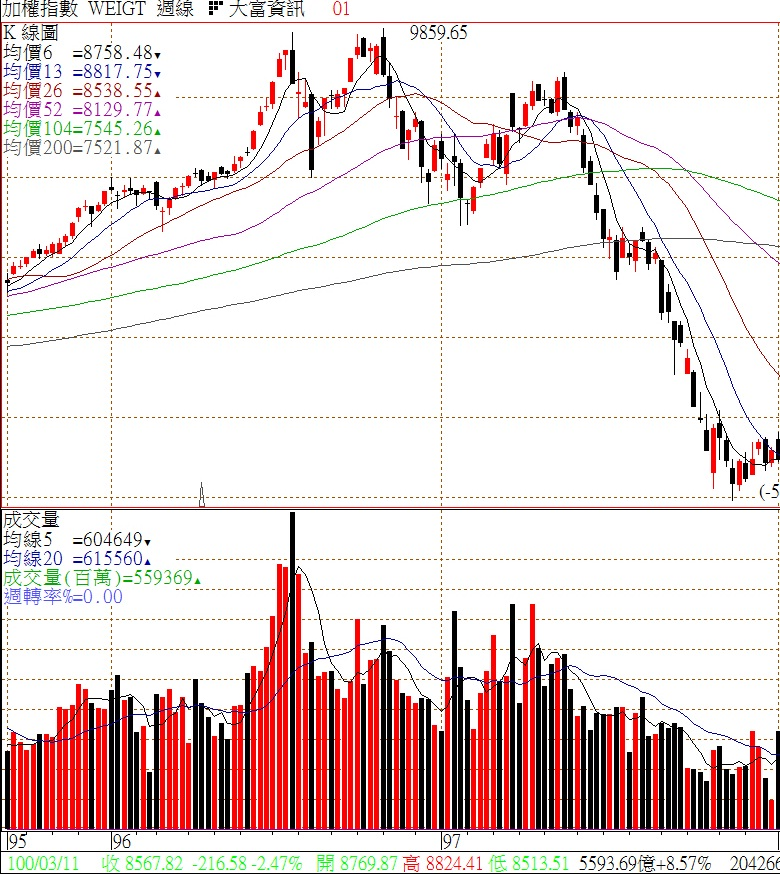 加權指數 WEIGT 週線 大富資訊 01
K 線圖
9859.65
均價6 =8758.48▼
均價13 =8817.75▼
均價26 =8538.55▲
均價52 =8129.77▲
均價104=7545.26▲
均價200=7521.87▲
(-5
成交量
均線5 =604649▼
均線20 =615560▲
成交量(百萬)=559369▲
週轉率%=0.00
95 96 97
100/03/11 收 8567.82 -216.58 -2.47% 開 8769.87 高 8824.41 低 8513.51 5593.69億+8.57% 204266